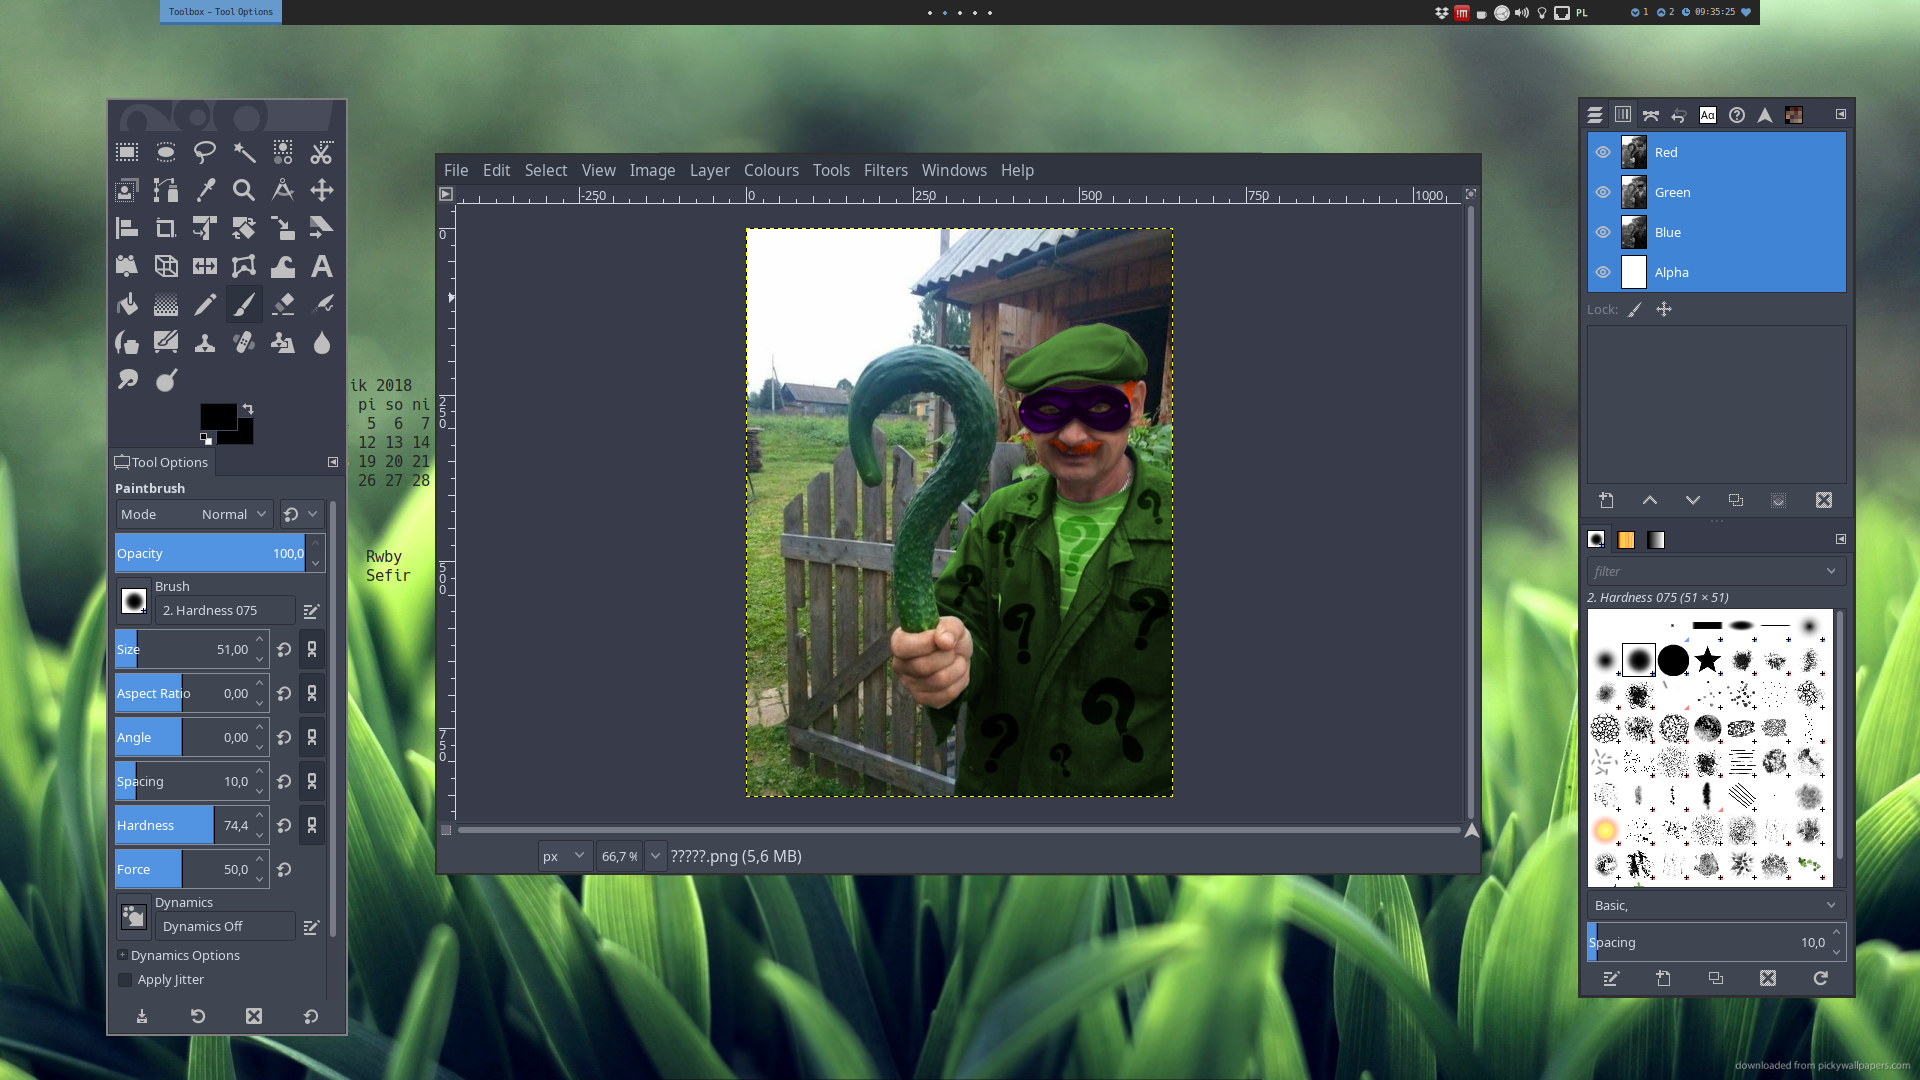 Toolbox - Tool Options
PL
1
2
09:35:25
File Edit Select View Image Layer Colours Tools Filters Windows Help
-250 0 250 500 750 1000
0
250
500
750
px
66,7 %
?????.png (5,6 MB)
ik 2018
pi so ni
5 6 7
12 13 14
19 20 21
26 27 28
Rwby
Sefir
Tool Options
Paintbrush
Mode Normal
Opacity 100,0
Brush
2. Hardness 075
Size 51,00
Aspect Ratio 0,00
Angle 0,00
Spacing 10,0
Hardness 74,4
Force 50,0
Dynamics
Dynamics Off
Dynamics Options
Apply Jitter
Red
Green
Blue
Alpha
Lock:
filter
2. Hardness 075 (51 × 51)
Basic,
Spacing 10,0
downloaded from pickywallpapers.com